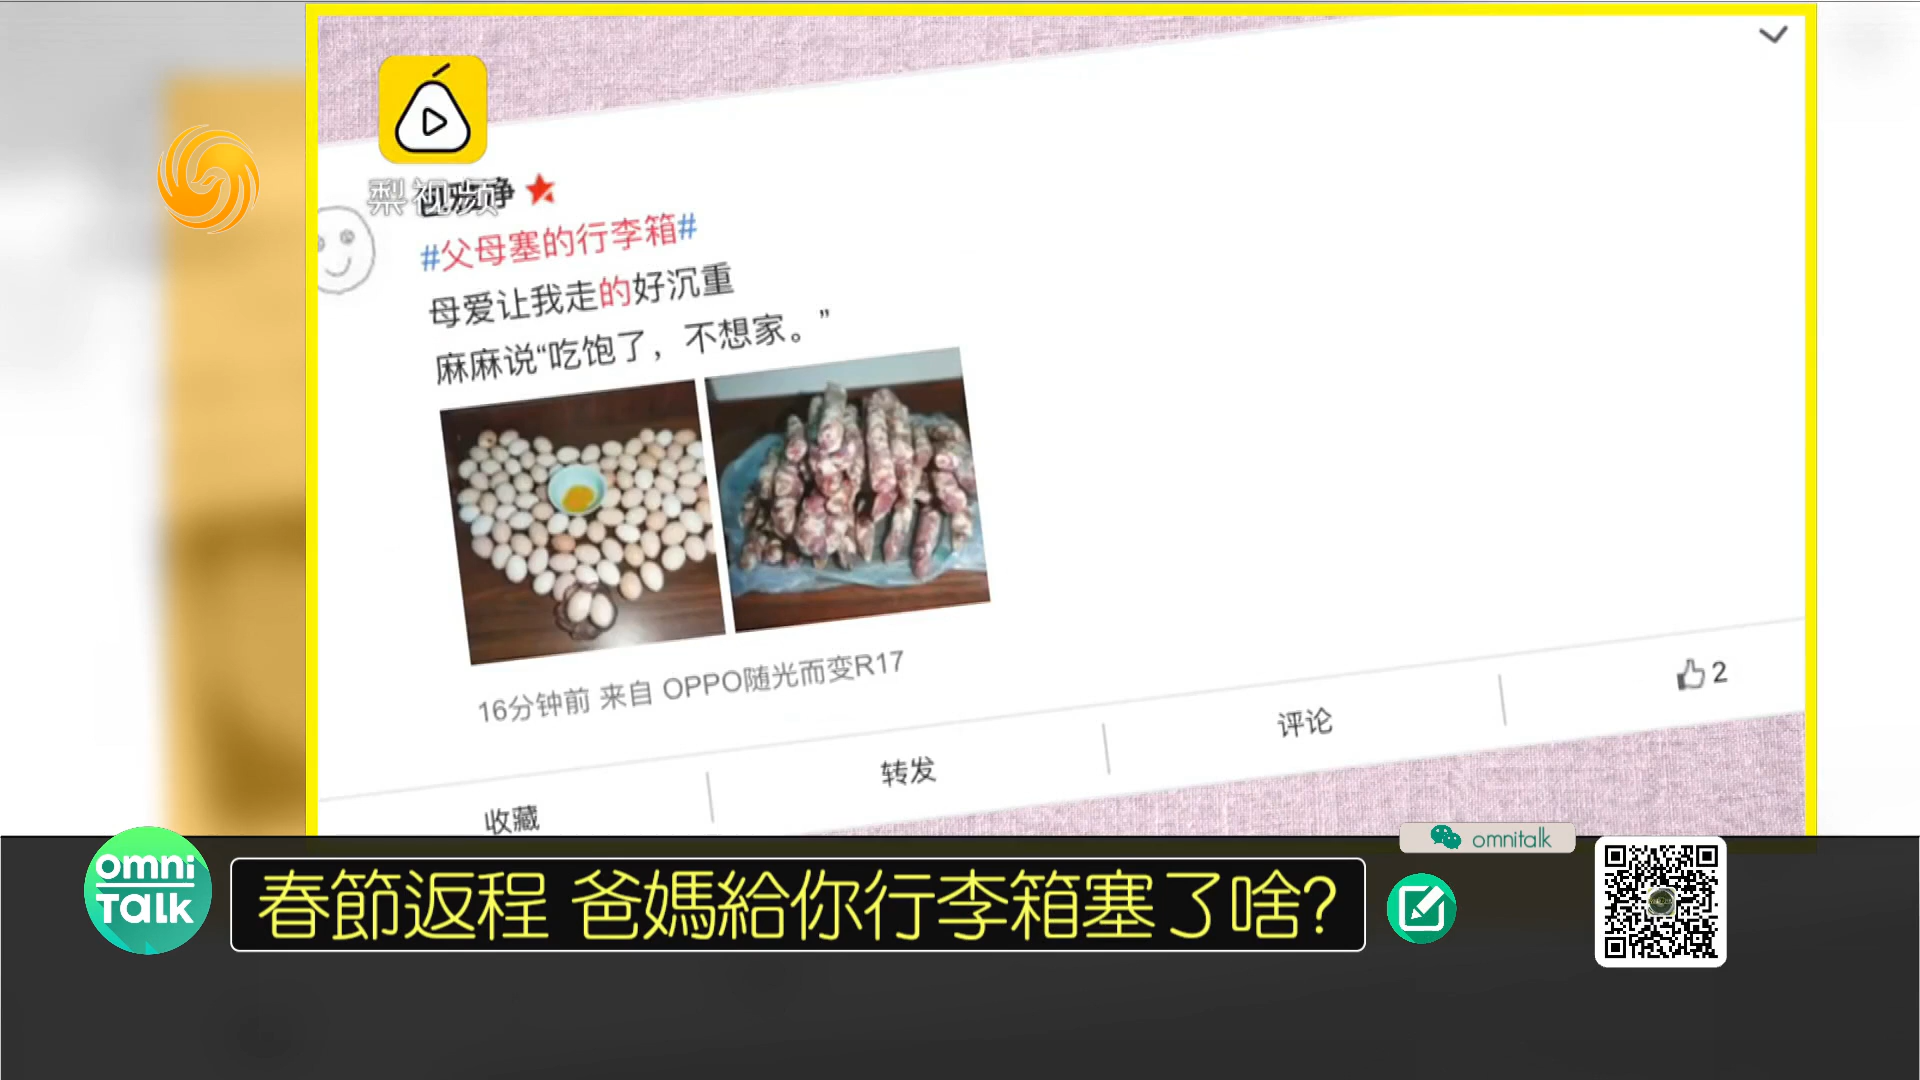 梨视频
#父母塞的行李箱#
母爱让我走的好沉重
麻麻说“吃饱了，不想家。”
16分钟前 来自 OPPO随光而变R17
收藏
转发
评论
2
omnitalk
omni
Talk
春節返程 爸媽給你行李箱塞了啥?